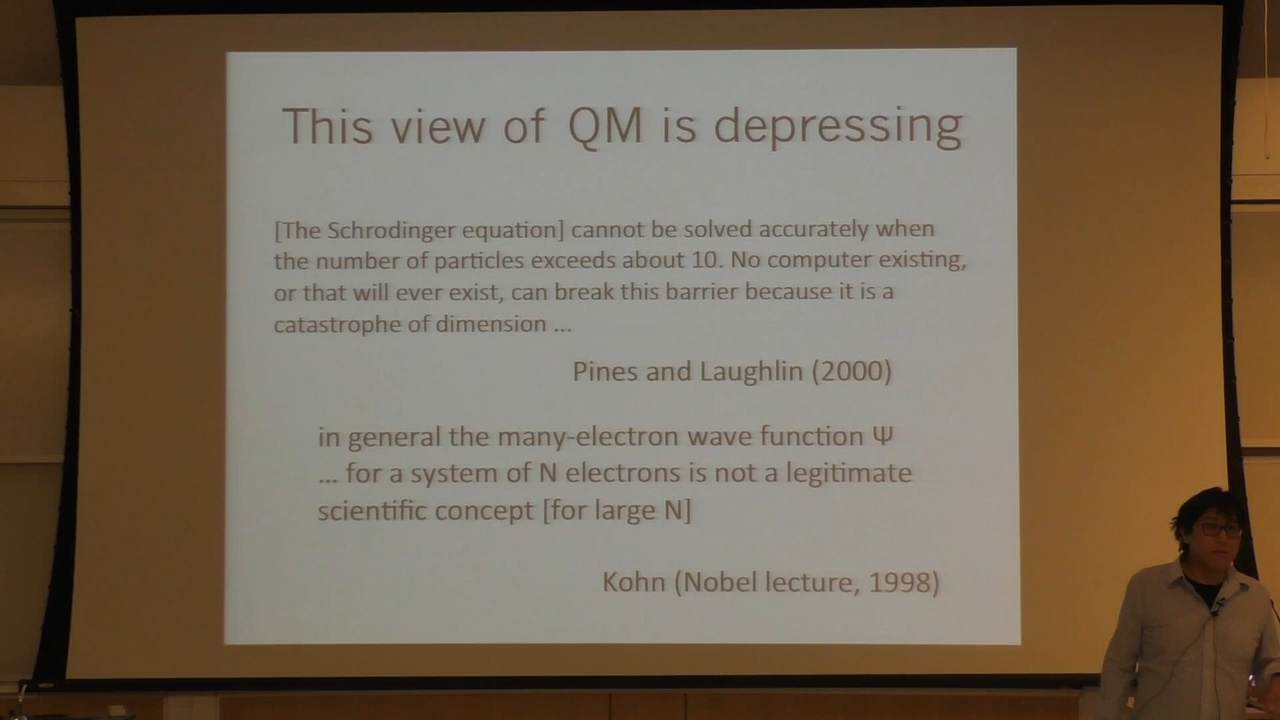 This view of QM is depressing
[The Schrodinger equation] cannot be solved accurately when
the number of particles exceeds about 10. No computer existing,
or that will ever exist, can break this barrier because it is a
catastrophe of dimension ...
Pines and Laughlin (2000)
in general the many-electron wave function Ψ
... for a system of N electrons is not a legitimate
scientific concept [for large N]
Kohn (Nobel lecture, 1998)